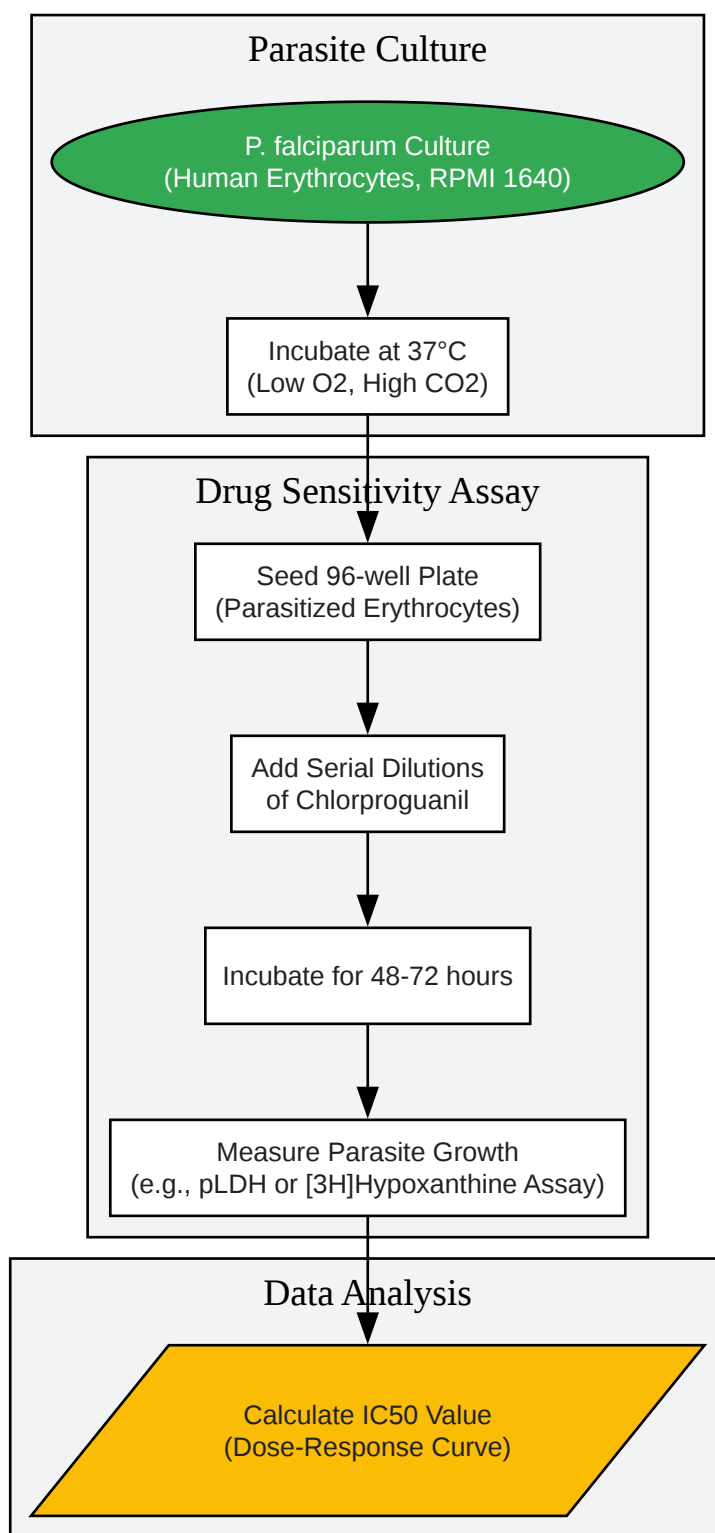 Parasite Culture
P. falciparum Culture
(Human Erythrocytes, RPMI 1640)
Incubate at 37°C
(Low O2, High CO2)
Drug Sensitivity Assay
Seed 96-well Plate
(Parasitized Erythrocytes)
Add Serial Dilutions
of Chlorproguanil
Incubate for 48-72 hours
Measure Parasite Growth
(e.g., pLDH or [3H]Hypoxanthine Assay)
Data Analysis
Calculate IC50 Value
(Dose-Response Curve)